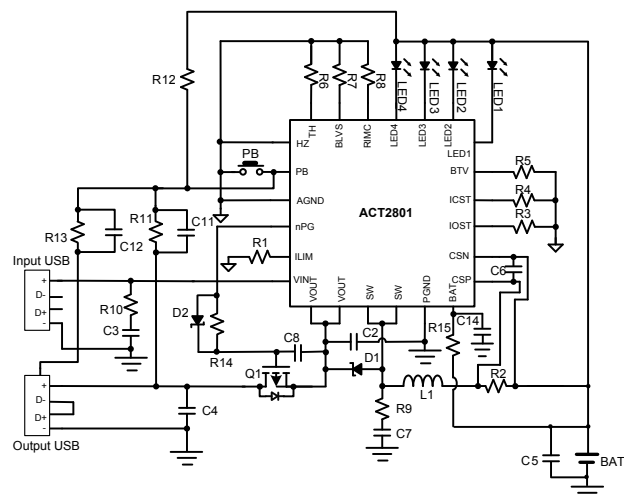 R12
R6
R7
R8
LED4
LED3
LED2
LED1
TH
BLVS
RIMC
LED4
LED3
LED2
LED1
HZ
PB
PB
AGND
nPG
ILIM
VIN
ACT2801
BTV
ICST
IOST
CSN
CSP
R5
R4
R3
C6
R13
C12
R11
C11
R1
Input USB
+
D-
D+
-
R10
C3
D2
R14
VOUT
VOUT
SW
SW
PGND
BAT
C8
C2
D1
R15
C14
Q1
R9
C7
L1
R2
C4
+
D-
D+
-
Output USB
C5
BAT